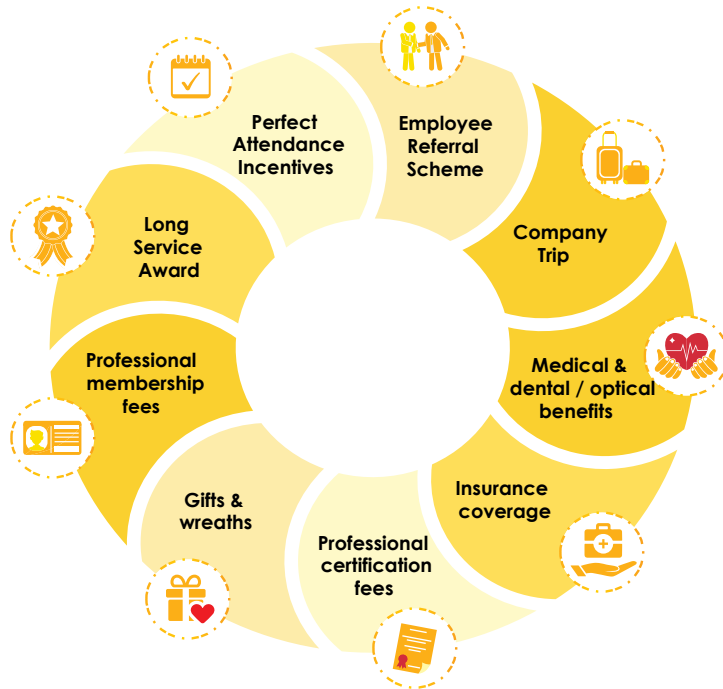 Perfect
Attendance
Incentives
Employee
Referral
Scheme
Company
Trip
Medical &
dental / optical
benefits
Insurance
coverage
Professional
certification
fees
Gifts &
wreaths
Professional
membership
fees
Long
Service
Award